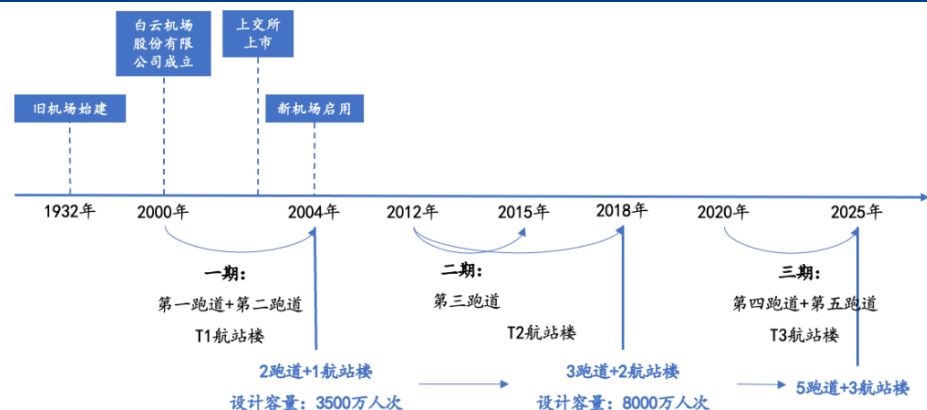 白云机场
股份有限
公司成立
上交所
上市
旧机场始建
新机场启用
1932年
2000年
2004年
2012年
2015年
2018年
2020年
2025年
一期：
第一跑道+第二跑道
T1航站楼
二期：
第三跑道
T2航站楼
三期：
第四跑道+第五跑道
T3航站楼
2跑道+1航站楼
设计容量：3500万人次
3跑道+2航站楼
设计容量：8000万人次
5跑道+3航站楼